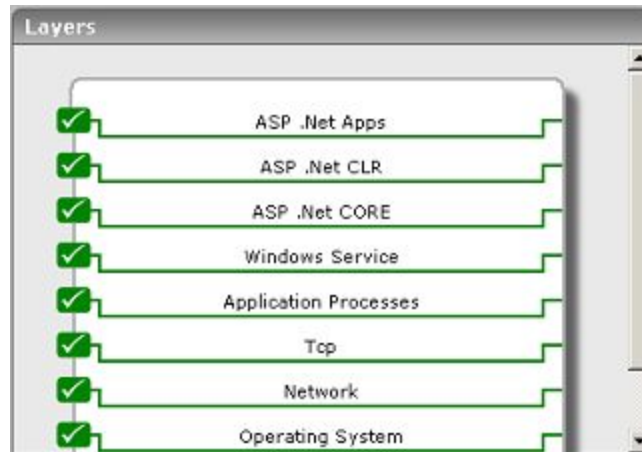 Layers
ASP .Net Apps
ASP .Net CLR
ASP .Net CORE
Windows Service
Application Processes
Tcp
Network
Operating System